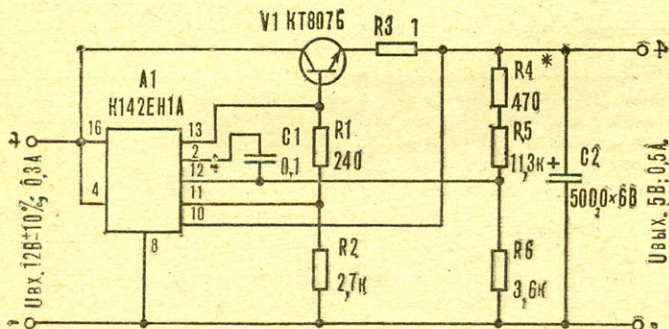 V1 КТ807Б
R3 1
A1
К142ЕН1А
16
4
13
2
12
11
10
8
C1
0,1
R1
240
R2
2,7к
R4 *
470
R5
11,3к
R6
3,6к
+
C2
5000×6В
+
-
Uвх. 12В±10%; 0,3А
+
-
Uвых. 5В; 0,5А